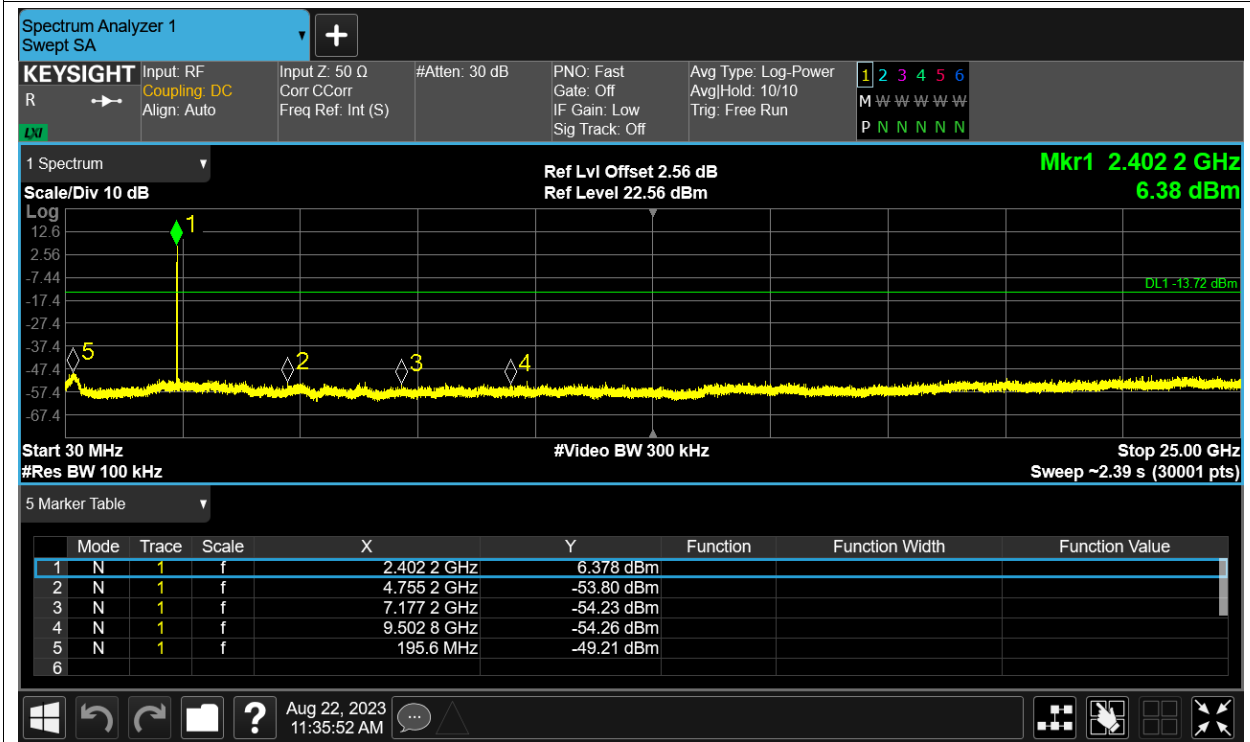 Spectrum Analyzer 1
Swept SA
KEYSIGHT
R
LXI
Input: RF
Coupling: DC
Align: Auto
Input Z: 50 Ω
Corr CCorr
Freq Ref: Int (S)
#Atten: 30 dB
PNO: Fast
Gate: Off
IF Gain: Low
Sig Track: Off
Avg Type: Log-Power
Avg|Hold: 10/10
Trig: Free Run
1 2 3 4 5 6
M W W W W W
P N N N N N
1 Spectrum
Scale/Div 10 dB
Ref Lvl Offset 2.56 dB
Ref Level 22.56 dBm
Mkr1 2.402 2 GHz
6.38 dBm
Log
12.6
2.56
-7.44
-17.4
-27.4
-37.4
-47.4
-57.4
-67.4
1
DL1 -13.72 dBm
5
2
3
4
Start 30 MHz
#Res BW 100 kHz
#Video BW 300 kHz
Stop 25.00 GHz
Sweep ~2.39 s (30001 pts)
5 Marker Table
Mode Trace Scale X Y Function Function Width Function Value
1 N 1 f 2.402 2 GHz 6.378 dBm
2 N 1 f 4.755 2 GHz -53.80 dBm
3 N 1 f 7.177 2 GHz -54.23 dBm
4 N 1 f 9.502 8 GHz -54.26 dBm
5 N 1 f 195.6 MHz -49.21 dBm
6
?
Aug 22, 2023
11:35:52 AM